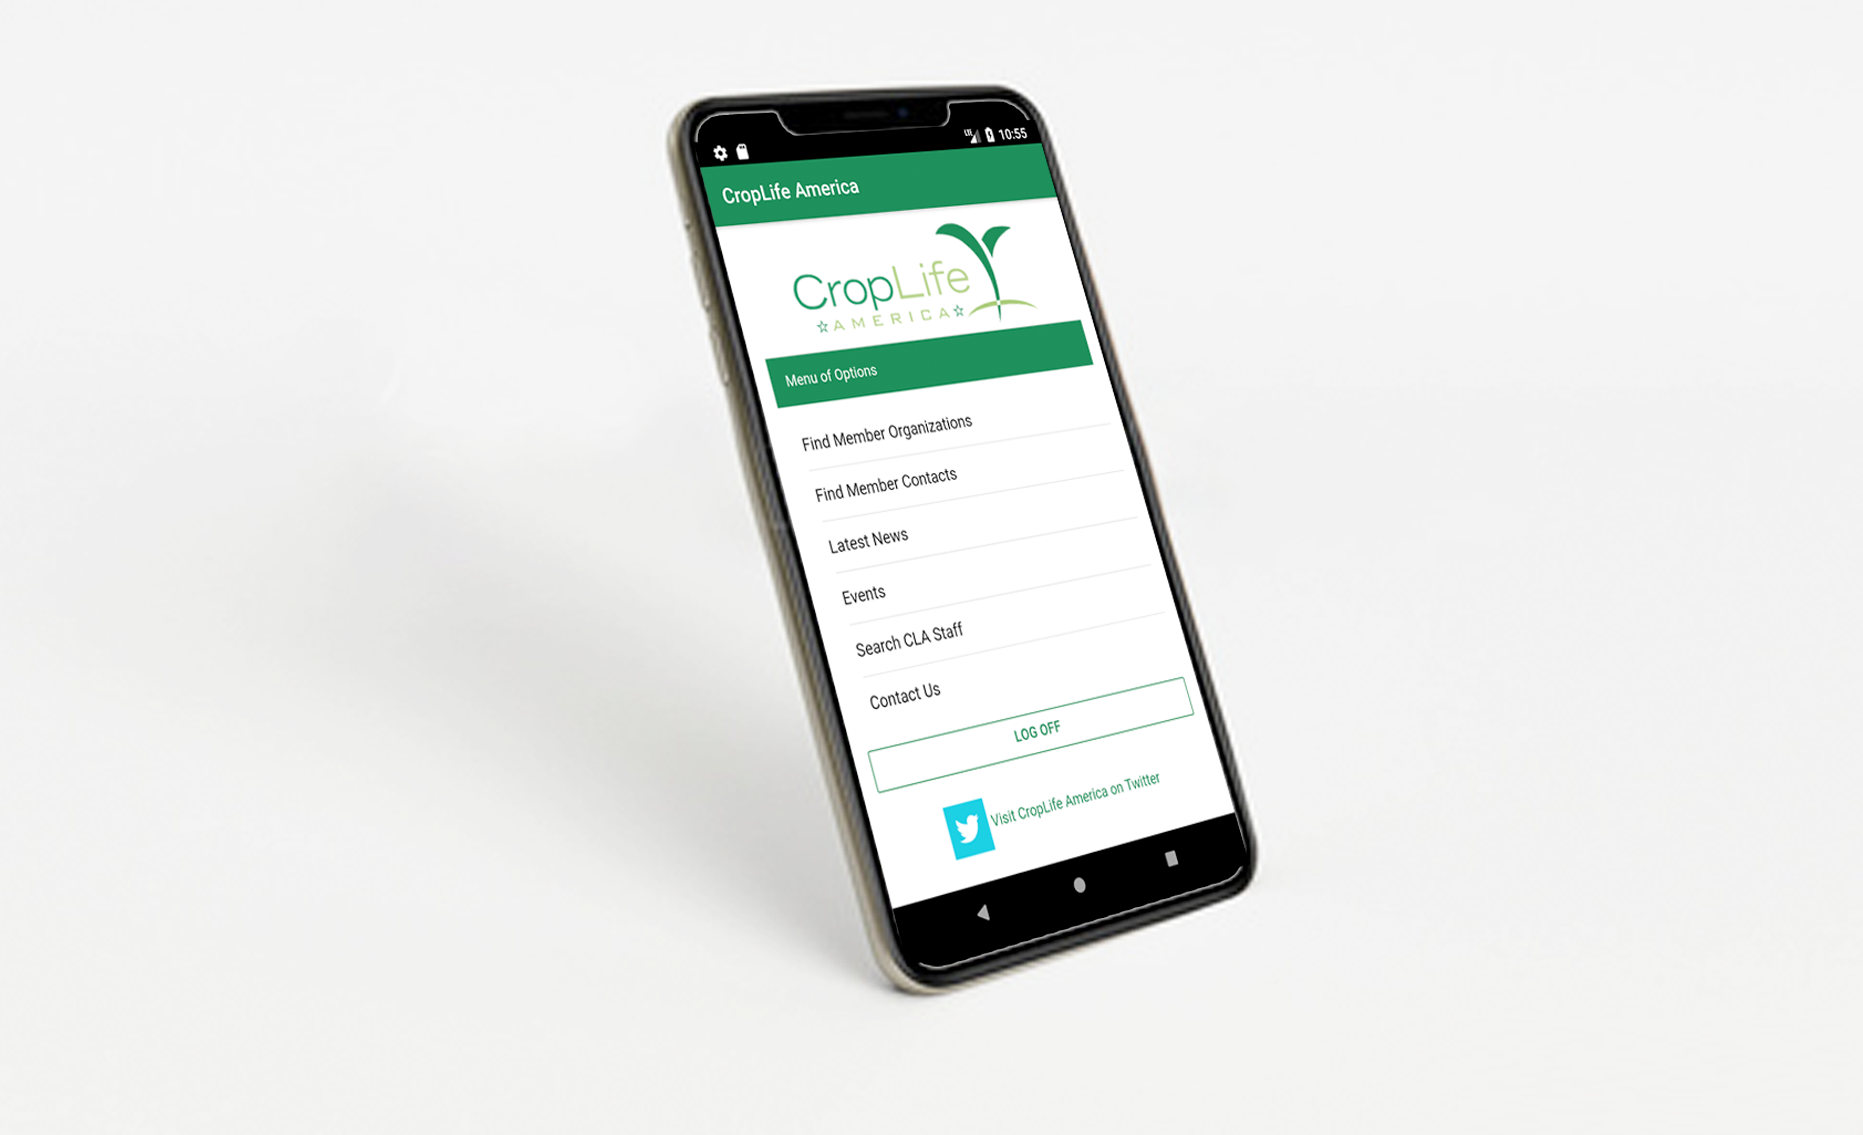 LTE 10:55
CropLife America
CropLife
AMERICA
Menu of Options
Find Member Organizations
Find Member Contacts
Latest News
Events
Search CLA Staff
Contact Us
LOG OFF
Visit CropLife America on Twitter